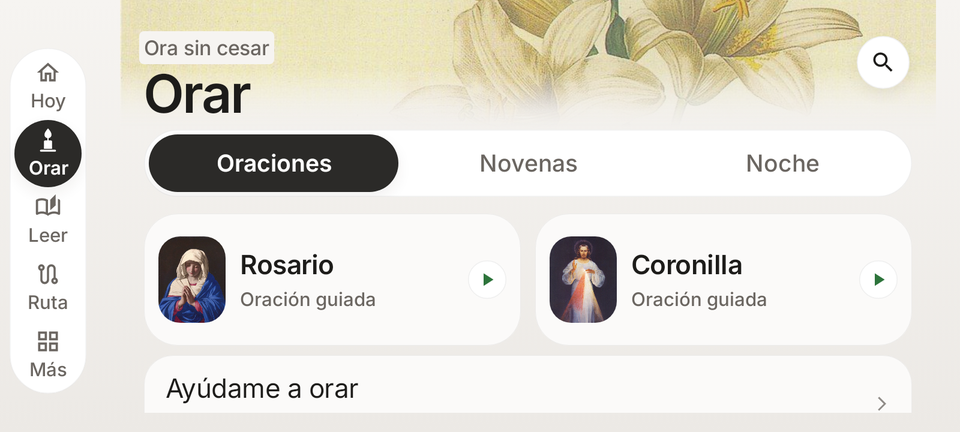 Ora sin cesar
Orar
Hoy
Orar
Leer
Ruta
Más
Oraciones
Novenas
Noche
Rosario
Oración guiada
Coronilla
Oración guiada
Ayúdame a orar